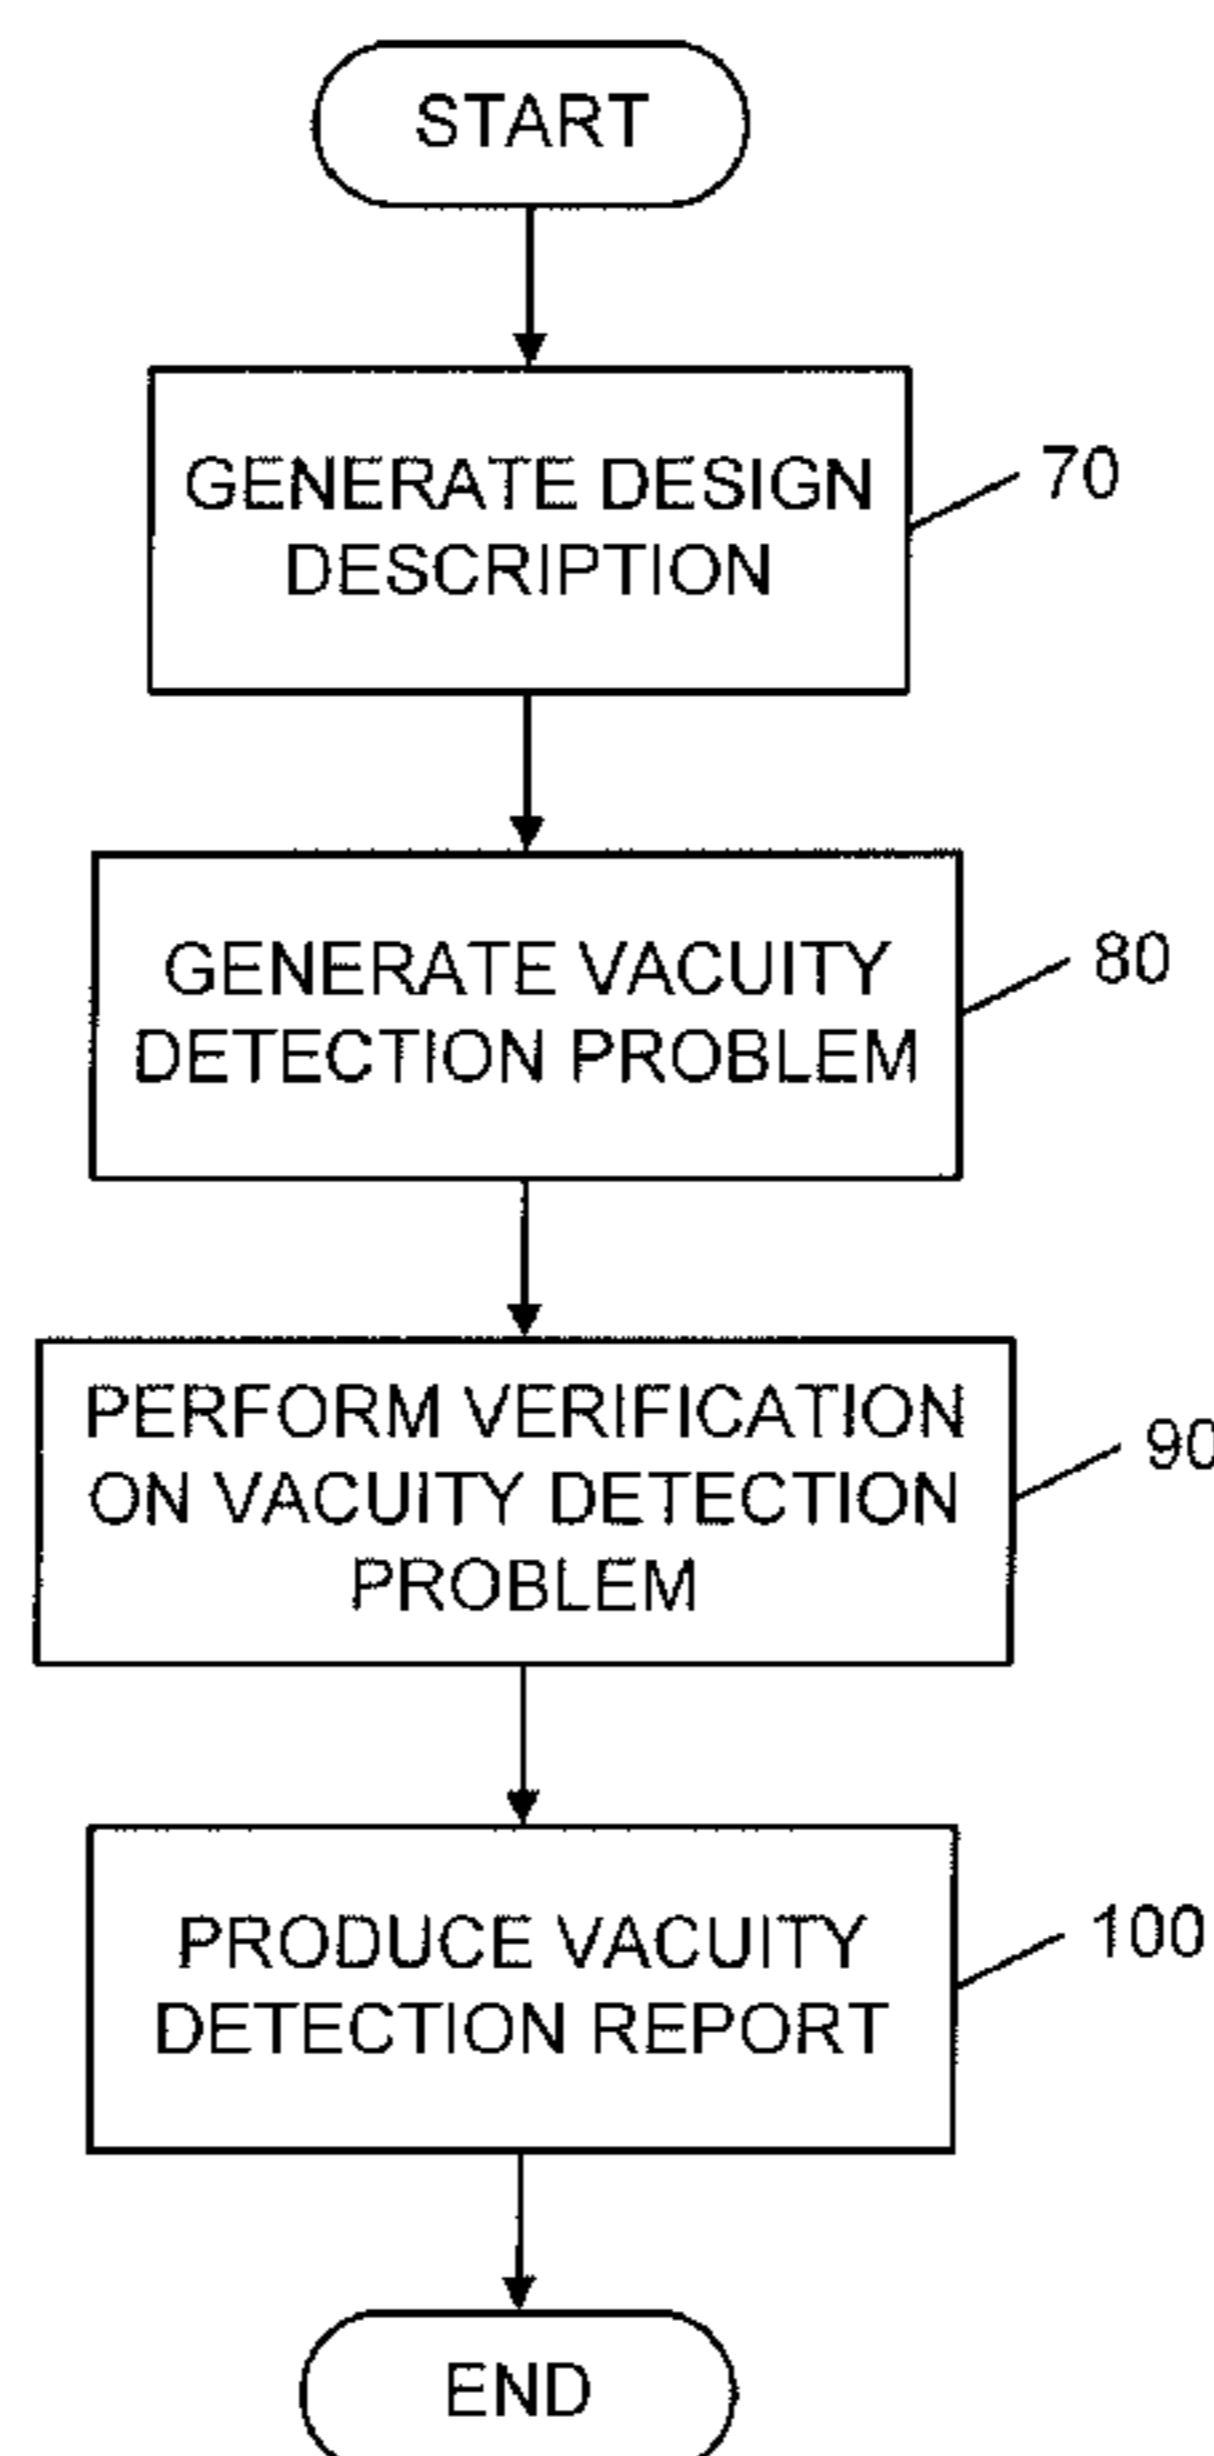 START
GENERATE DESIGN
DESCRIPTION
70
GENERATE VACUITY
DETECTION PROBLEM
80
PERFORM VERIFICATION
ON VACUITY DETECTION
PROBLEM
90
PRODUCE VACUITY
DETECTION REPORT
100
END